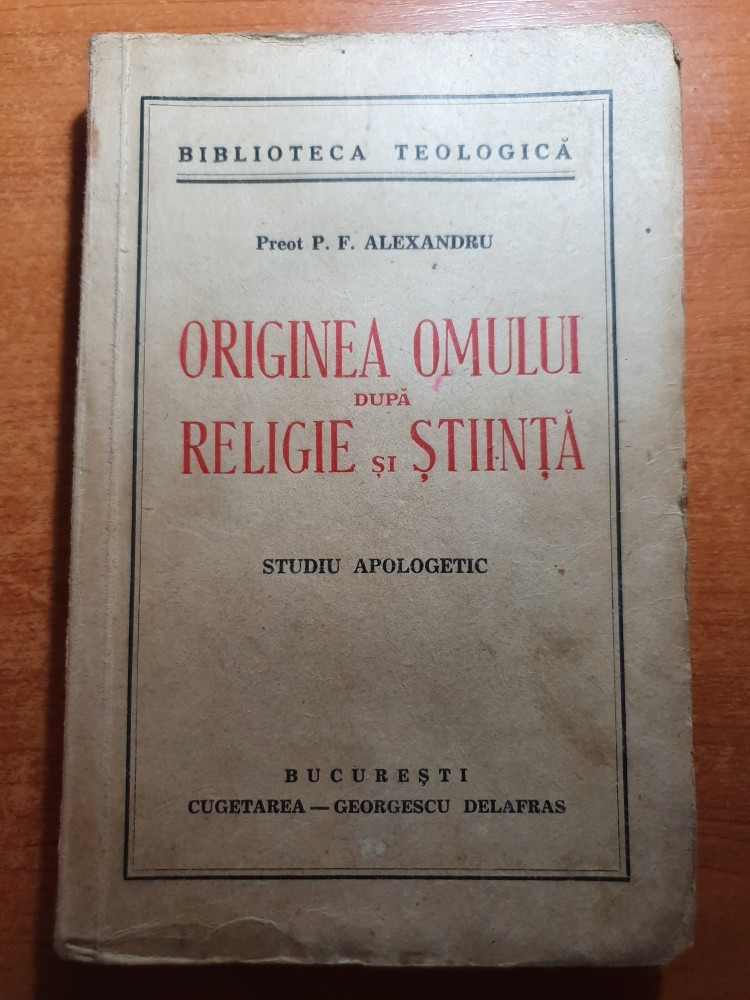 BIBLIOTECA TEOLOGICĂ
Preot P. F. ALEXANDRU
ORIGINEA OMULUI
DUPĂ
RELIGIE ȘI ȘTIINȚĂ
STUDIU APOLOGETIC
BUCUREȘTI
CUGETAREA — GEORGESCU DELAFRAS